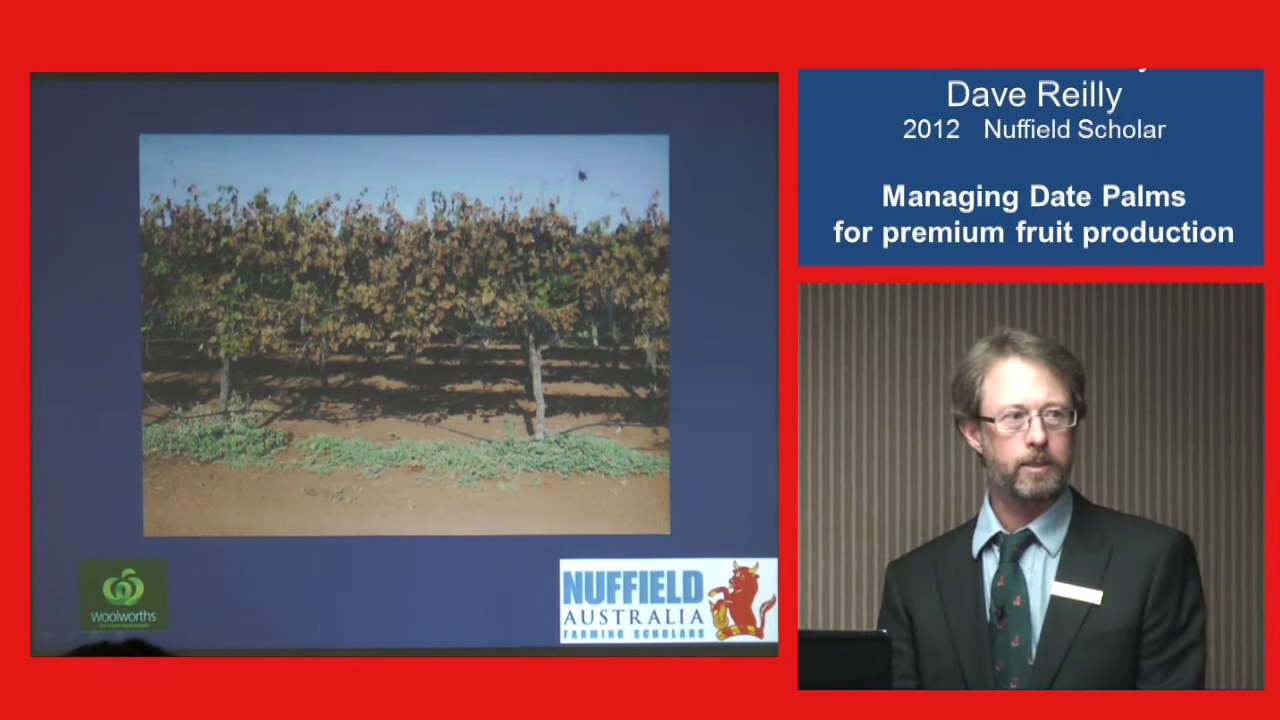 Dave Reilly
2012 Nuffield Scholar
Managing Date Palms
for premium fruit production
Woolworths
NUFFIELD
AUSTRALIA
FARMING SCHOLARS